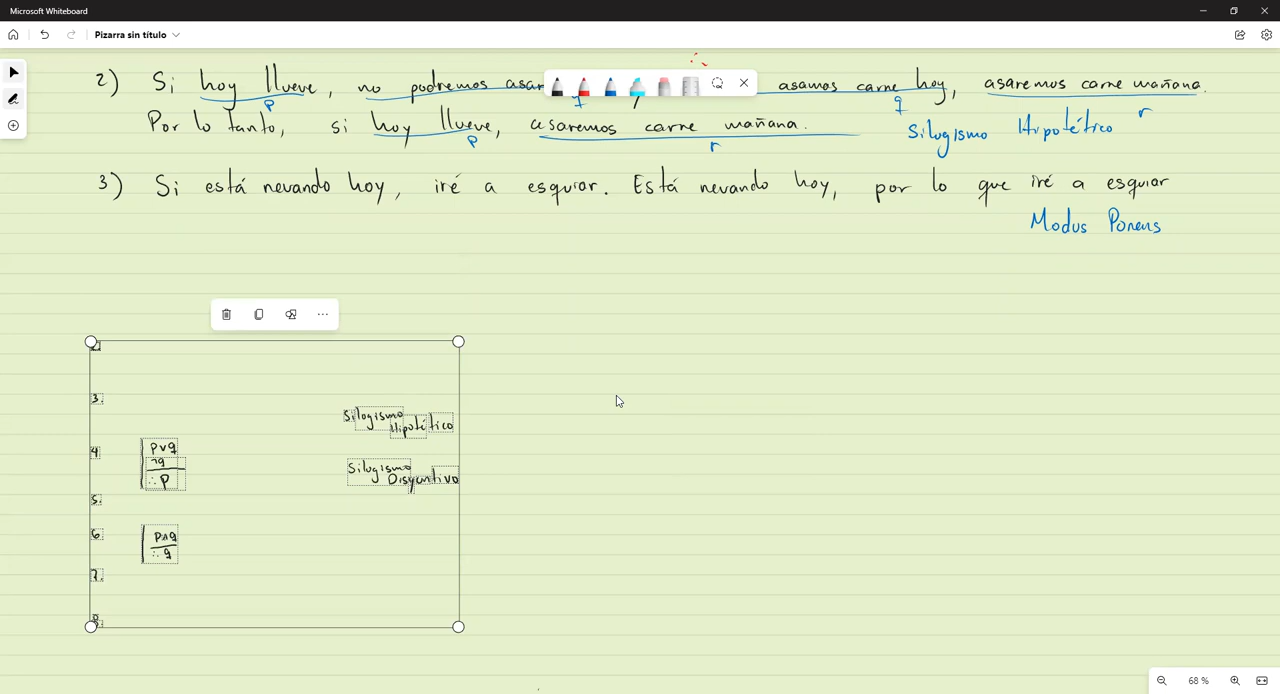 Microsoft Whiteboard
Pizarra sin título
2) Si hoy llueve, no podremos asar asamos carne hoy, asaremos carne mañana.
p q q r
Por lo tanto, si hoy llueve, asaremos carne mañana. Silogismo Hipotético
p r
3) Si está nevando hoy, iré a esquiar. Está nevando hoy, por lo que iré a esquiar
Modus Ponens
2.
3.
Silogismo
Hipotético
4. p∨q
¬q
∴ p
Silogismo
Disyuntivo
5.
6. p∧q
∴ q
7.
8.
68 %